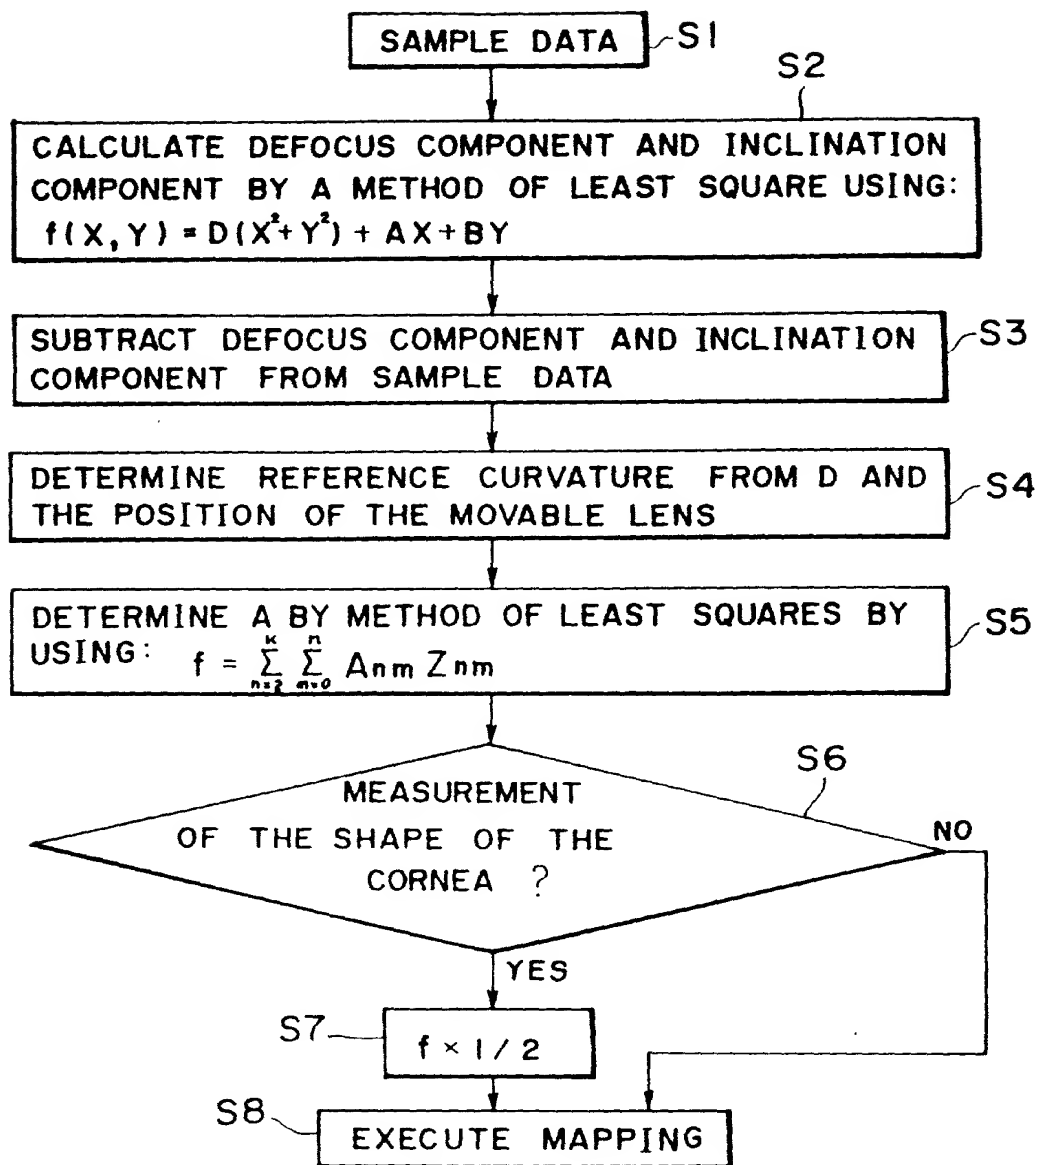 SAMPLE DATA
S1
S2
CALCULATE DEFOCUS COMPONENT AND INCLINATION
COMPONENT BY A METHOD OF LEAST SQUARE USING:
f(X,Y) = D(X²+Y²) + AX+BY
SUBTRACT DEFOCUS COMPONENT AND INCLINATION
COMPONENT FROM SAMPLE DATA
S3
DETERMINE REFERENCE CURVATURE FROM D AND
THE POSITION OF THE MOVABLE LENS
S4
DETERMINE A BY METHOD OF LEAST SQUARES BY
USING: f = Σ(n=2, K) Σ(m=0, n) Anm Znm
S5
S6
MEASUREMENT
OF THE SHAPE OF THE
CORNEA ?
NO
YES
S7
f × 1/2
S8
EXECUTE MAPPING